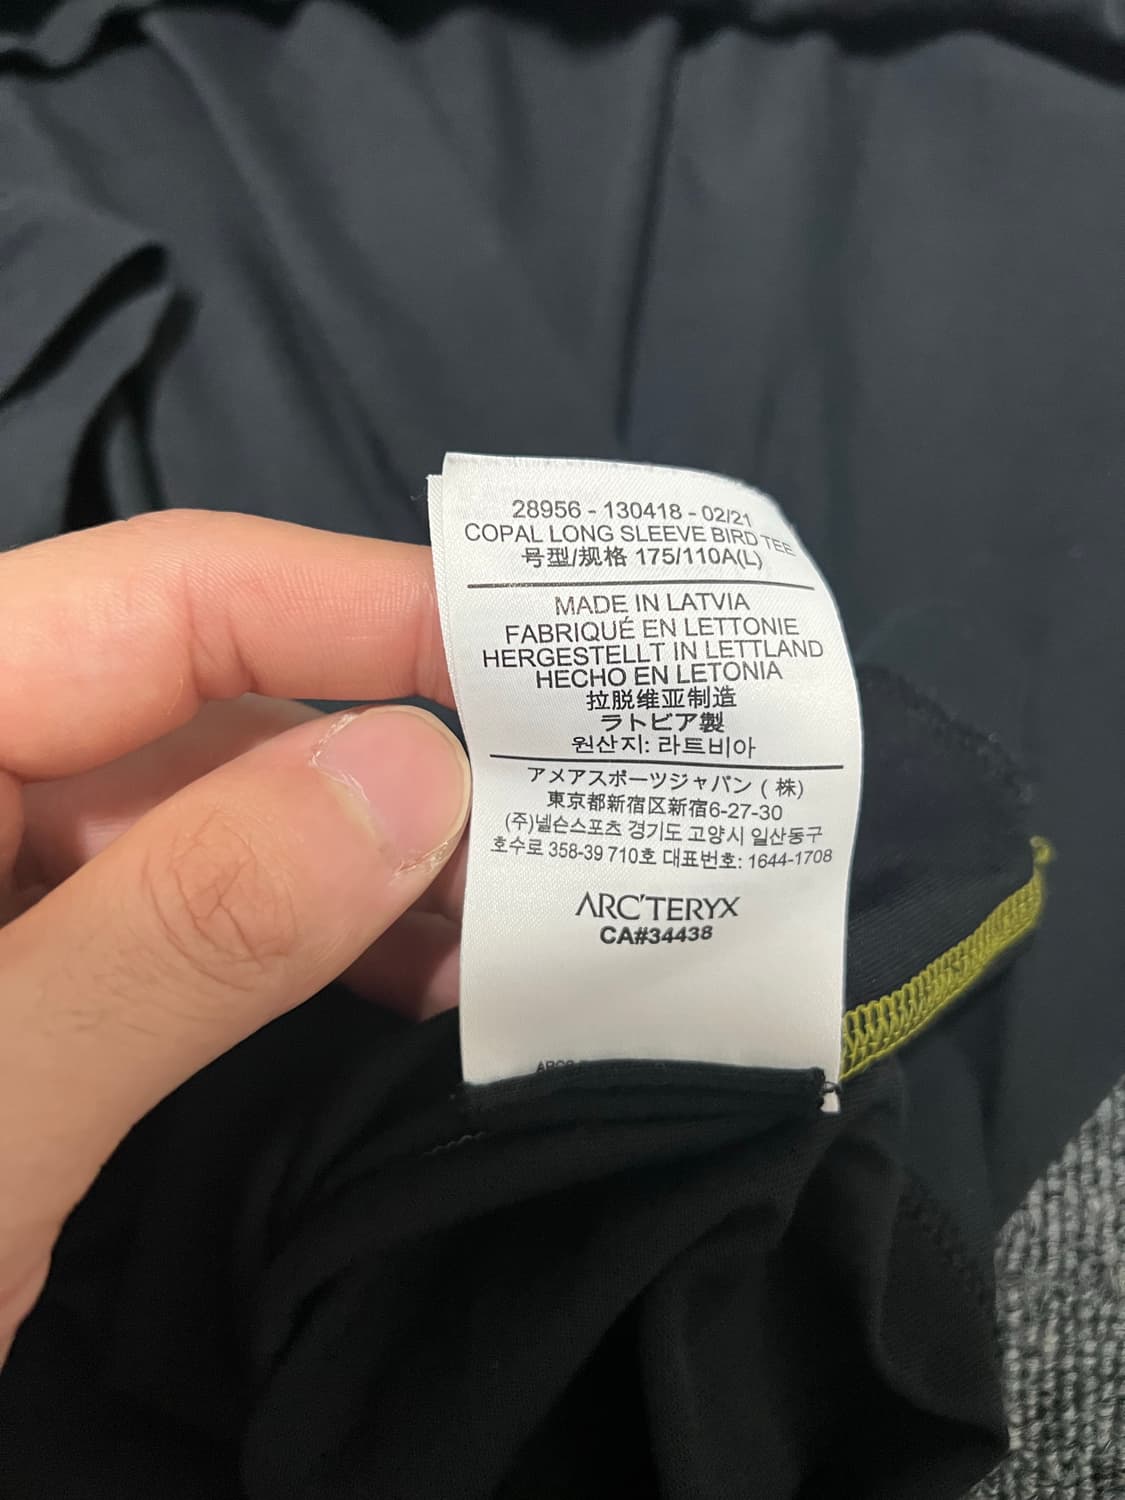 28956 - 130418 - 02/21
COPAL LONG SLEEVE BIRD TEE
号型/规格 175/110A(L)
MADE IN LATVIA
FABRIQUÉ EN LETTONIE
HERGESTELLT IN LETTLAND
HECHO EN LETONIA
拉脱维亚制造
ラトビア製
원산지: 라트비아
アメアスポーツジャパン ( 株)
東京都新宿区新宿6-27-30
(주)넬슨스포츠 경기도 고양시 일산동구
호수로 358-39 710호 대표번호: 1644-1708
ARC'TERYX
CA#34438